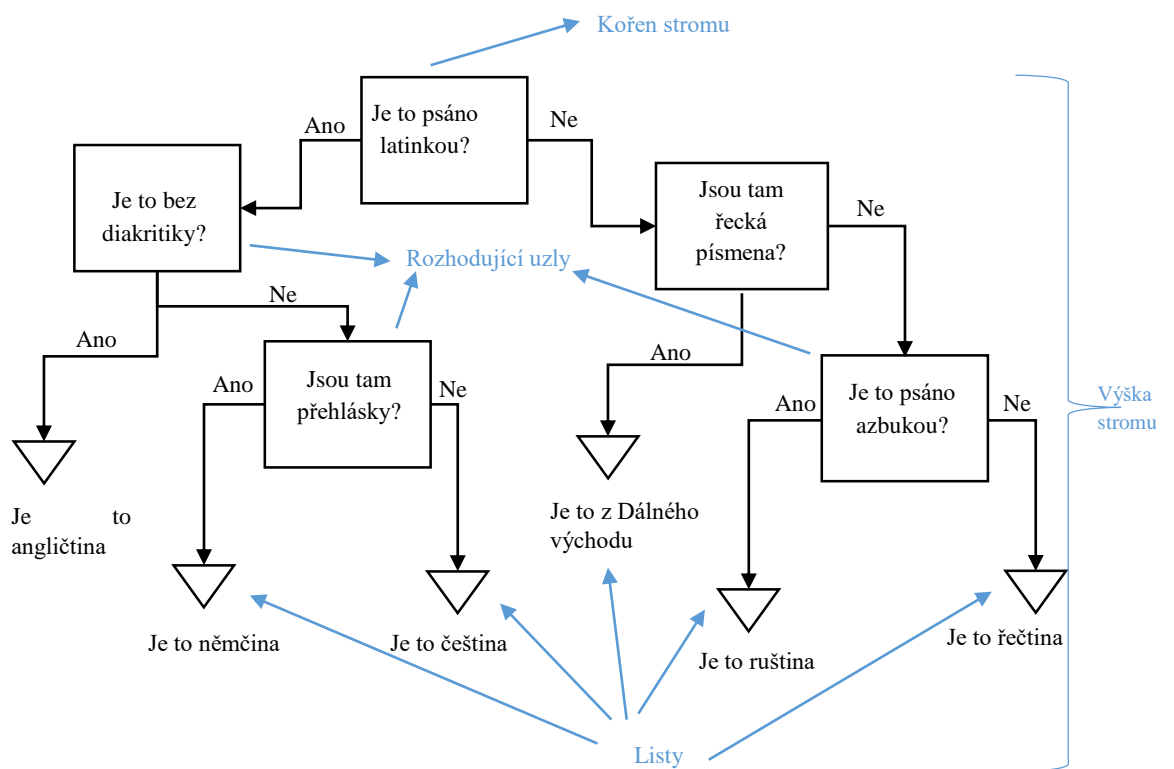 Kořen stromu
Je to psáno
latinkou?
Ano
Ne
Je to bez
diakritiky?
Jsou tam
řecká
písmena?
Ne
Rozhodující uzly
Ne
Ano
Ano
Jsou tam
přehlásky?
Ano
Ne
Je to psáno
azbukou?
Ano
Ne
Výška
stromu
Je to
angličtina
Je to z Dálného
východu
Je to němčina
Je to čeština
Je to ruština
Je to řečtina
Listy